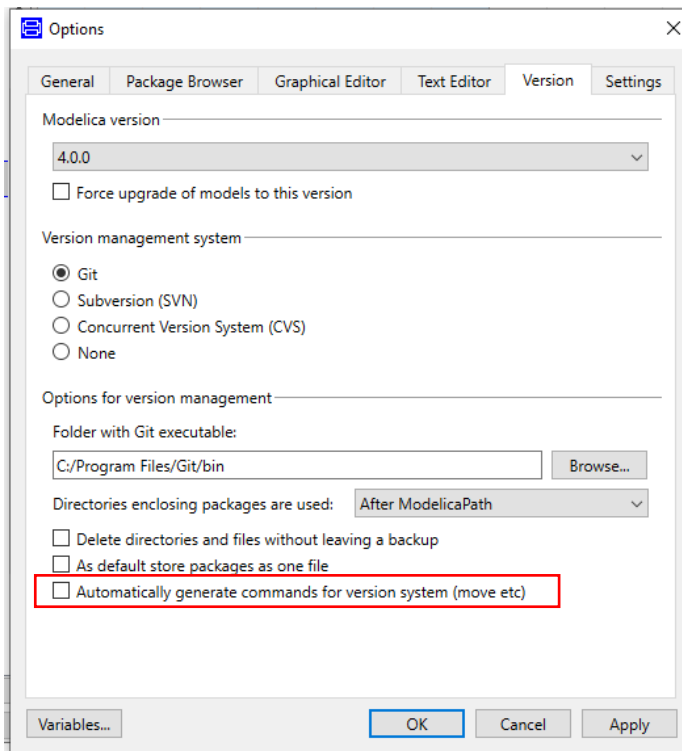 Options
General Package Browser Graphical Editor Text Editor Version Settings
Modelica version
4.0.0
Force upgrade of models to this version
Version management system
Git
Subversion (SVN)
Concurrent Version System (CVS)
None
Options for version management
Folder with Git executable:
C:/Program Files/Git/bin Browse...
Directories enclosing packages are used: After ModelicaPath
Delete directories and files without leaving a backup
As default store packages as one file
Automatically generate commands for version system (move etc)
Variables... OK Cancel Apply